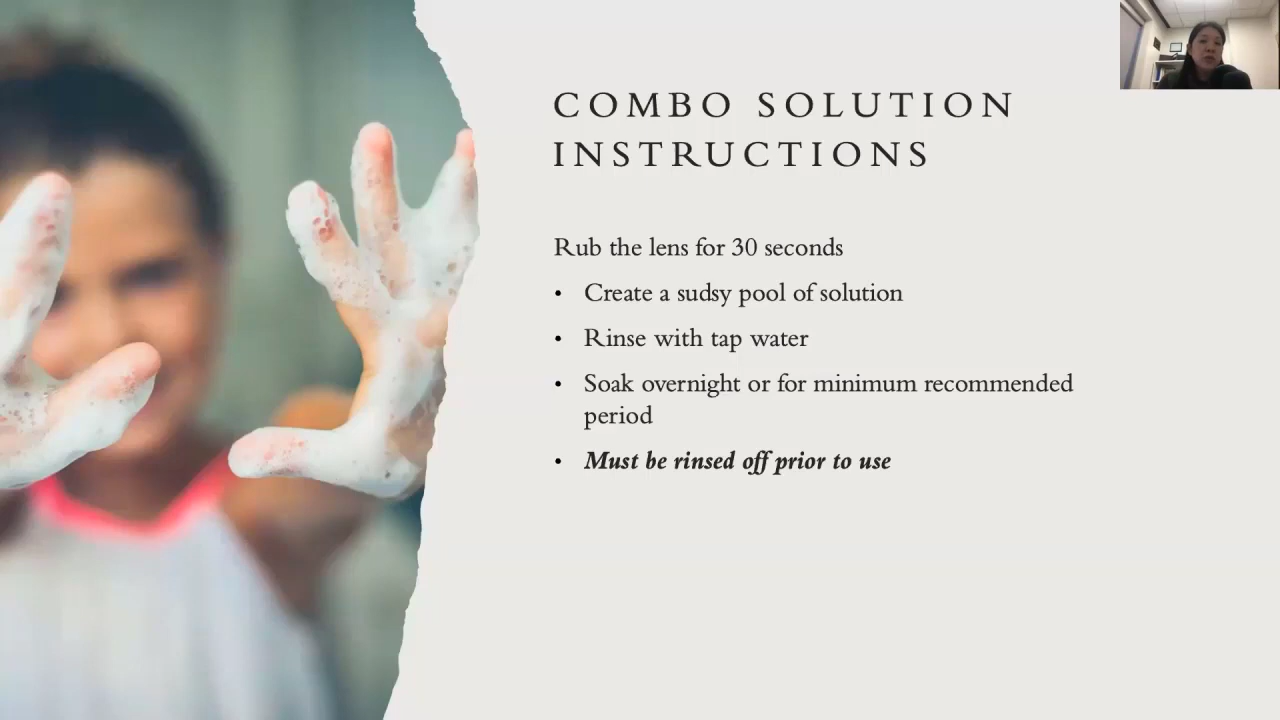 COMBO SOLUTION
INSTRUCTIONS
Rub the lens for 30 seconds
• Create a sudsy pool of solution
• Rinse with tap water
• Soak overnight or for minimum recommended
period
• Must be rinsed off prior to use